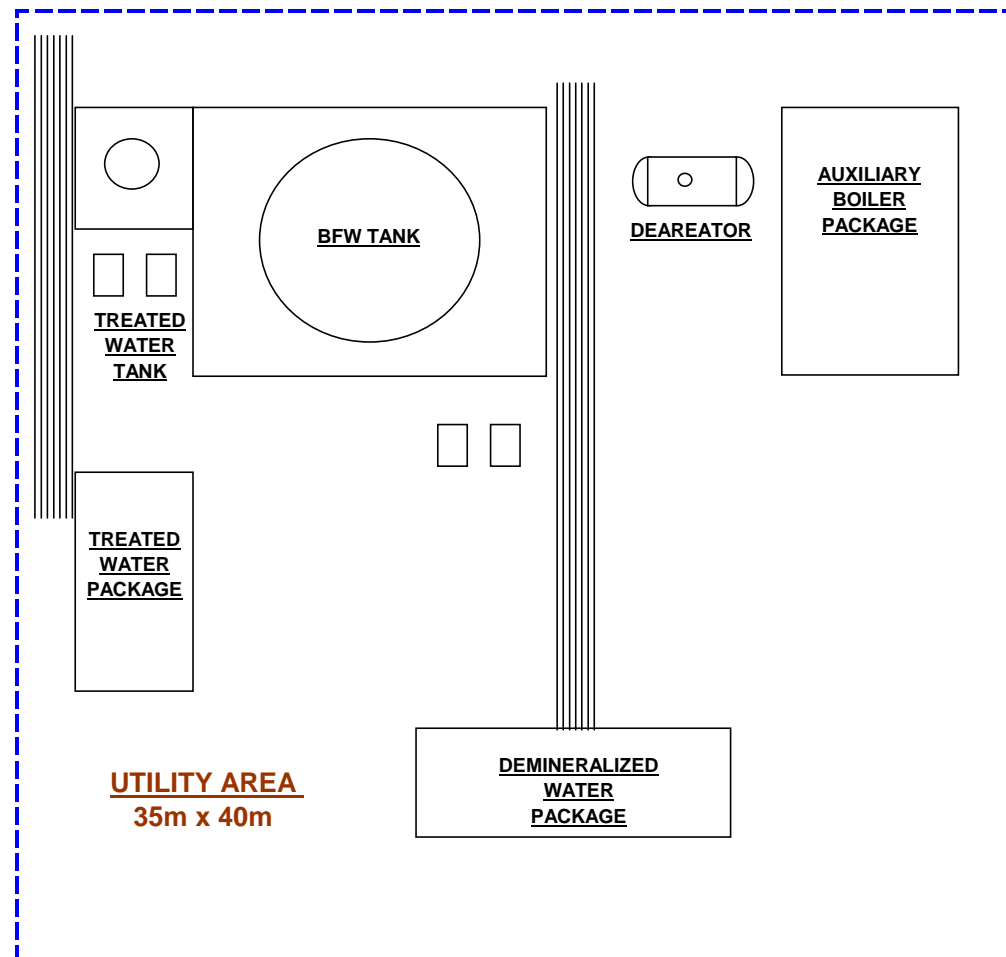 AUXILIARY
BOILER
PACKAGE
BFW TANK
DEAREATOR
TREATED
WATER
TANK
TREATED
WATER
PACKAGE
DEMINERALIZED
WATER
PACKAGE
UTILITY AREA
35m x 40m